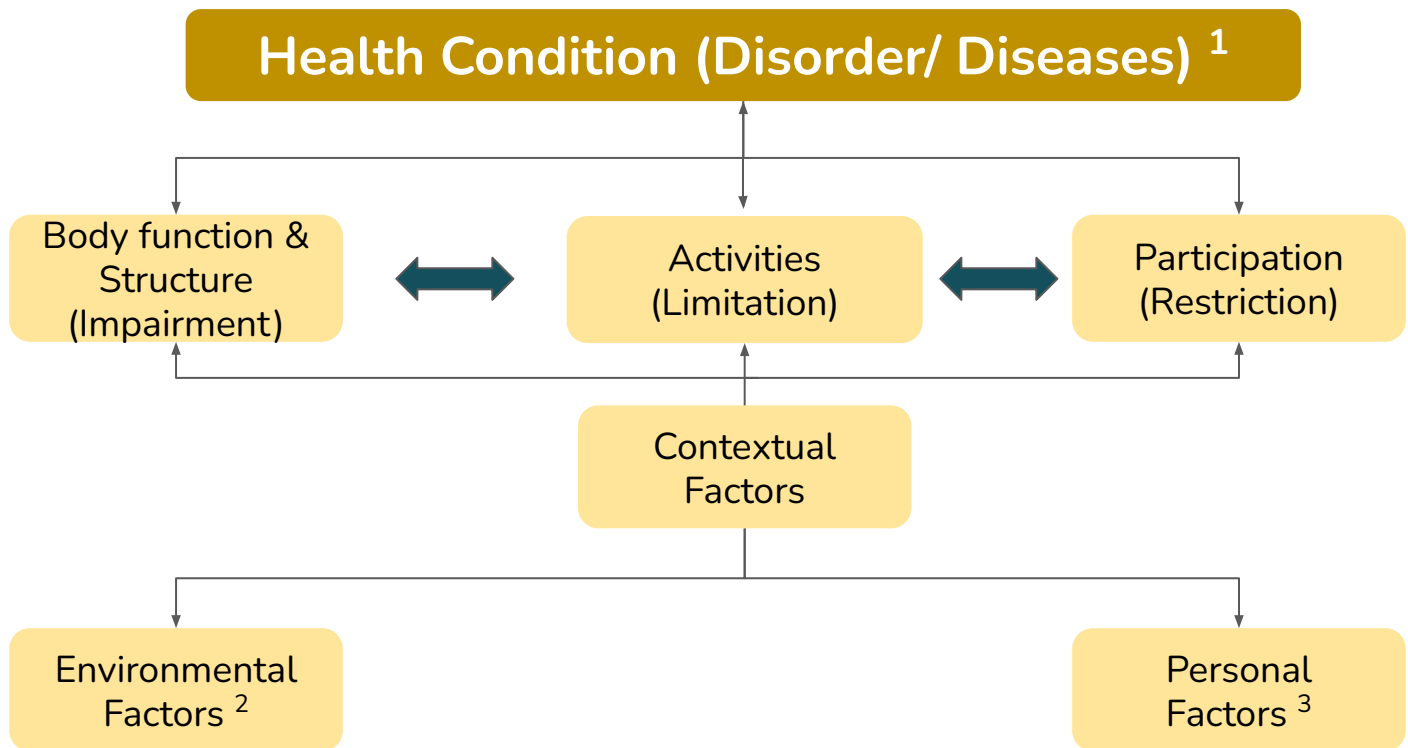 Health Condition (Disorder/ Diseases) 1
Body function &
Structure
(Impairment)
Activities
(Limitation)
Participation
(Restriction)
Contextual
Factors
Environmental
Factors 2
Personal
Factors 3